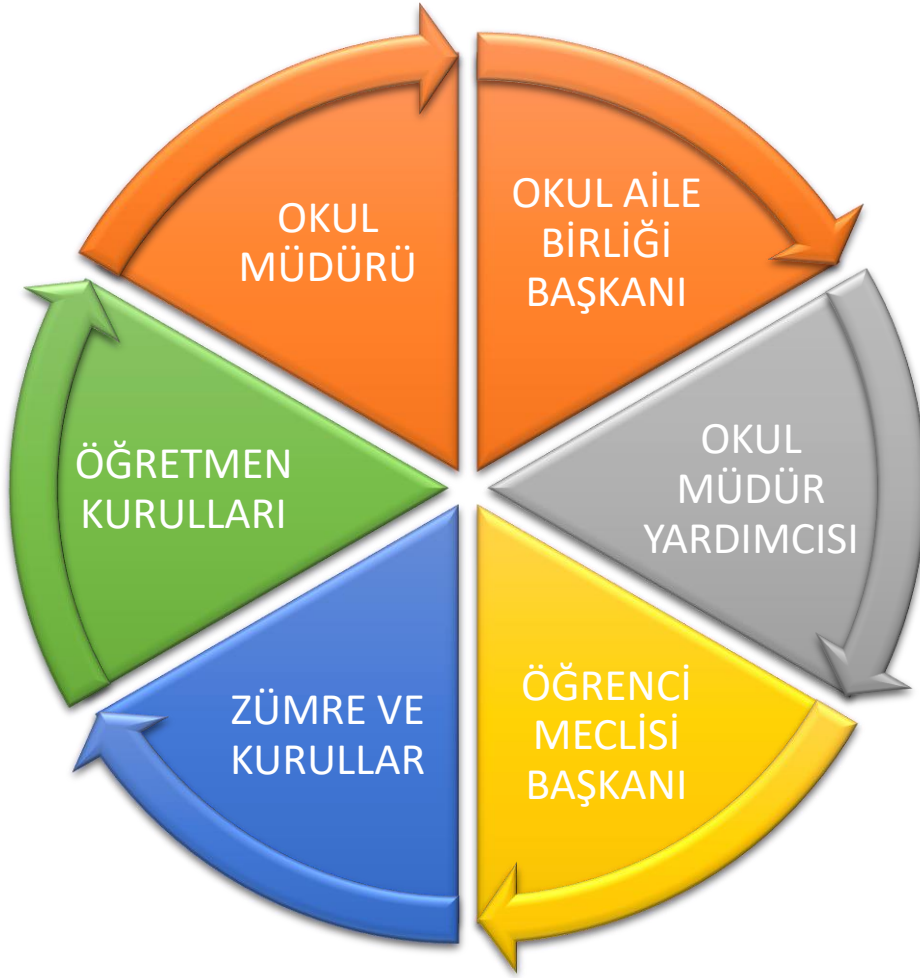 OKUL
MÜDÜRÜ
OKUL AİLE
BİRLİĞİ
BAŞKANI
OKUL
MÜDÜR
YARDIMCISI
ÖĞRENCİ
MECLİSİ
BAŞKANI
ZÜMRE VE
KURULLAR
ÖĞRETMEN
KURULLARI